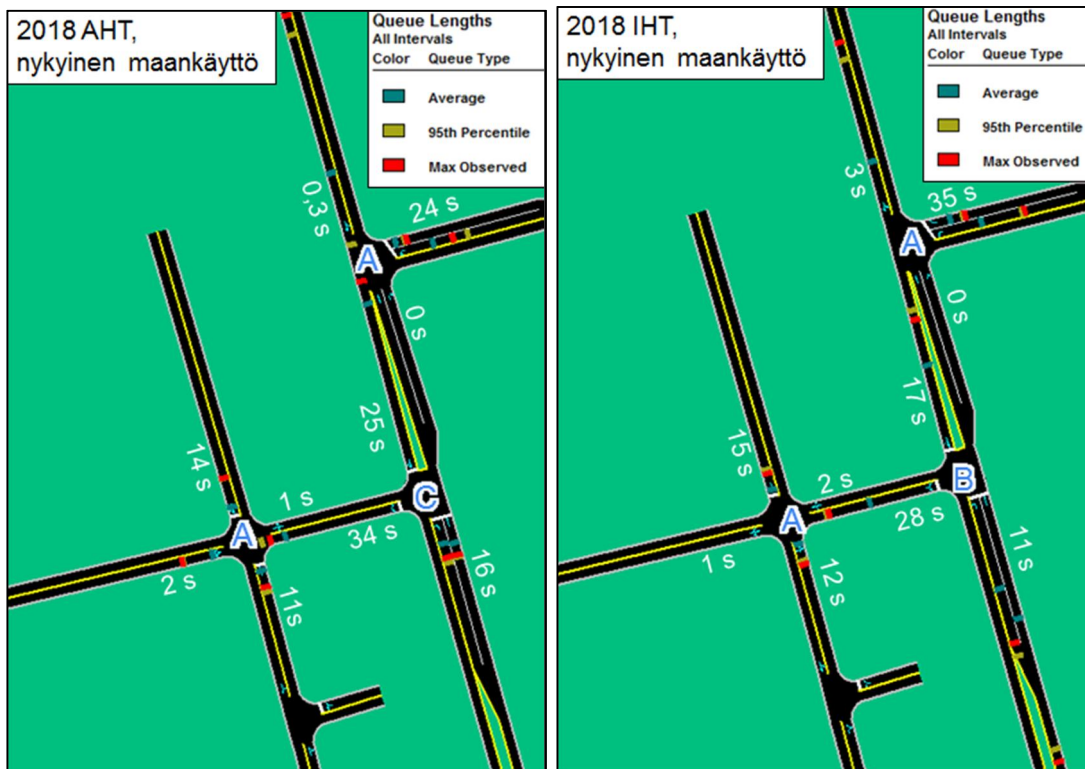 2018 AHT,
nykyinen maankäyttö
Queue Lengths
All Intervals
Color Queue Type
Average
95th Percentile
Max Observed
0,3 s
24 s
A
0 s
25 s
14 s
1 s
C
A
34 s
16 s
2 s
11 s
2018 IHT,
nykyinen maankäyttö
Queue Lengths
All Intervals
Color Queue Type
Average
95th Percentile
Max Observed
3 s
35 s
A
0 s
17 s
15 s
2 s
B
A
28 s
11 s
1 s
12 s